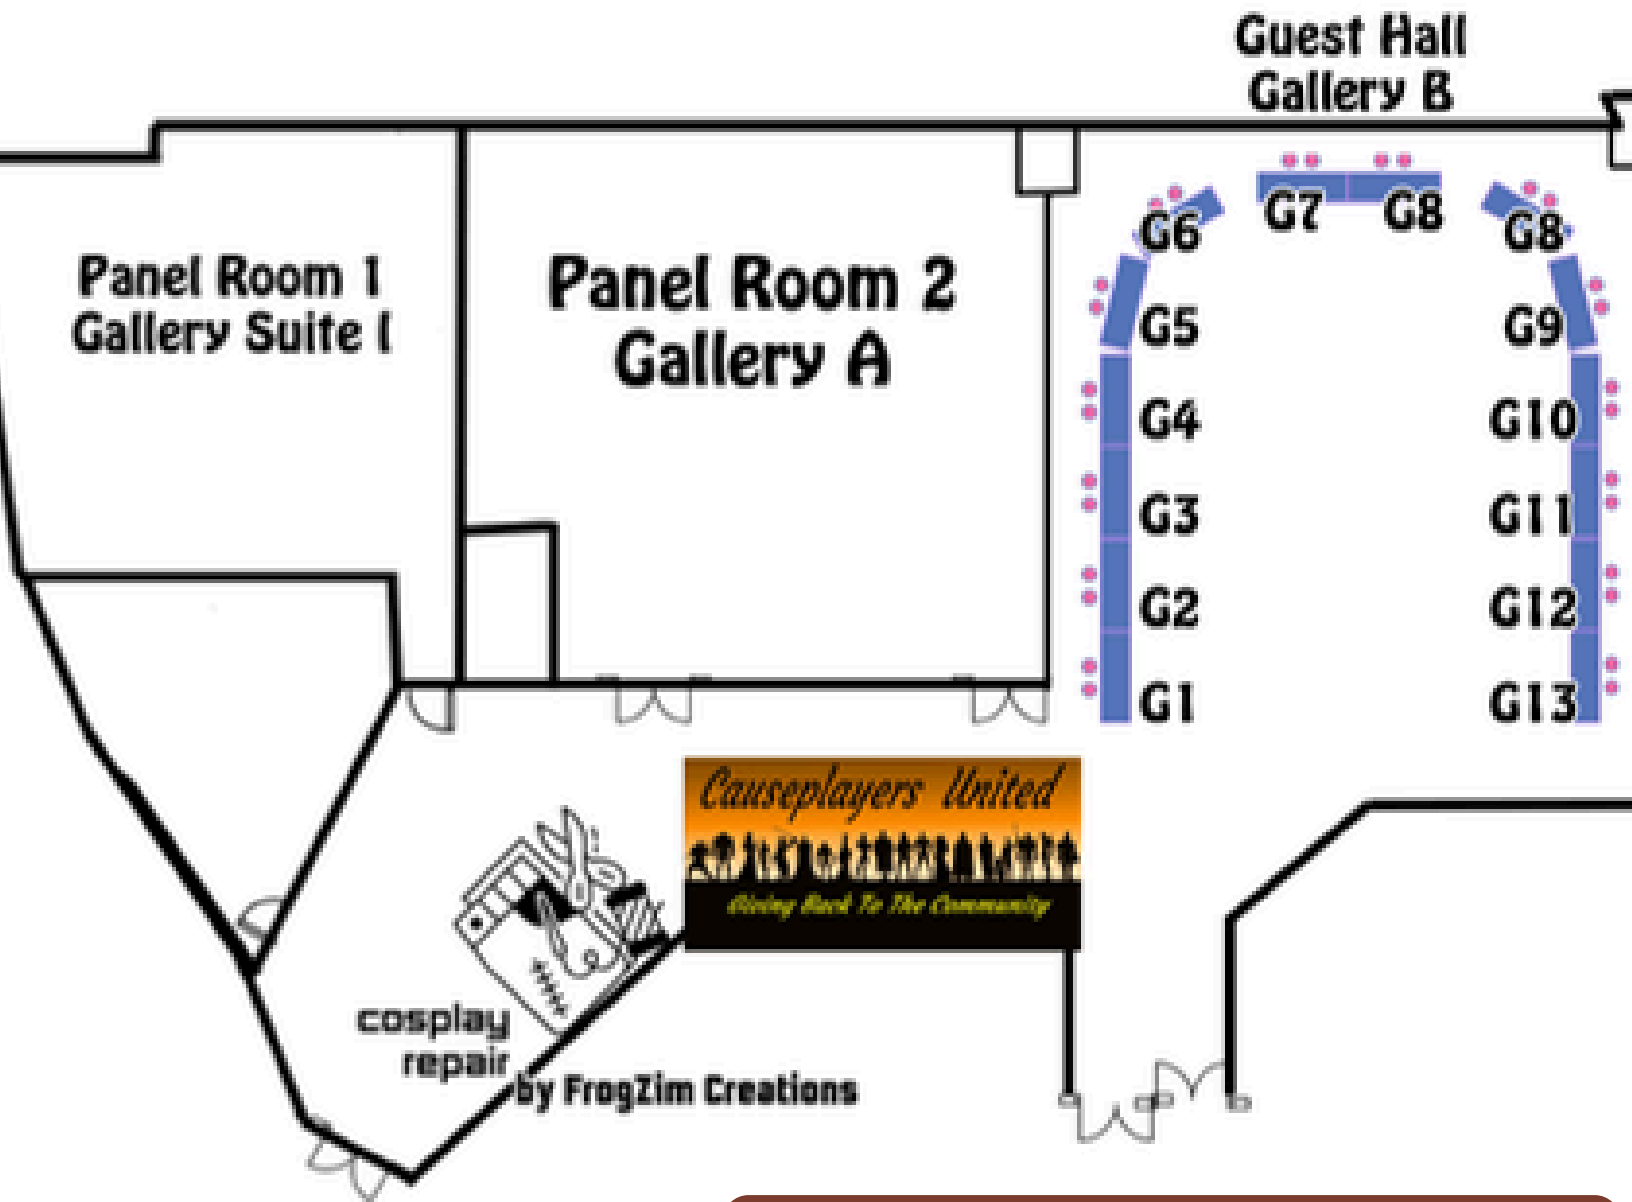 Guest Hall
Gallery B
Panel Room 1
Gallery Suite I
Panel Room 2
Gallery A
G7
G8
G6
G8
G5
G9
G4
G10
G3
G11
G2
G12
G1
G13
Causeplayers United
Giving Back To The Community
cosplay
repair
by FrogZim Creations